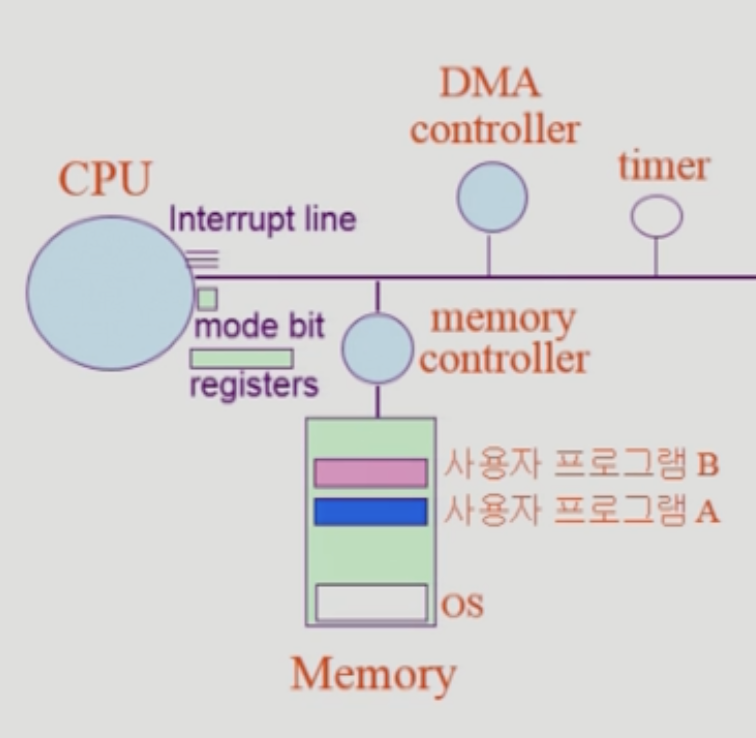 DMA
controller
timer
CPU
Interrupt line
mode bit
registers
memory
controller
사용자 프로그램 B
사용자 프로그램 A
OS
Memory